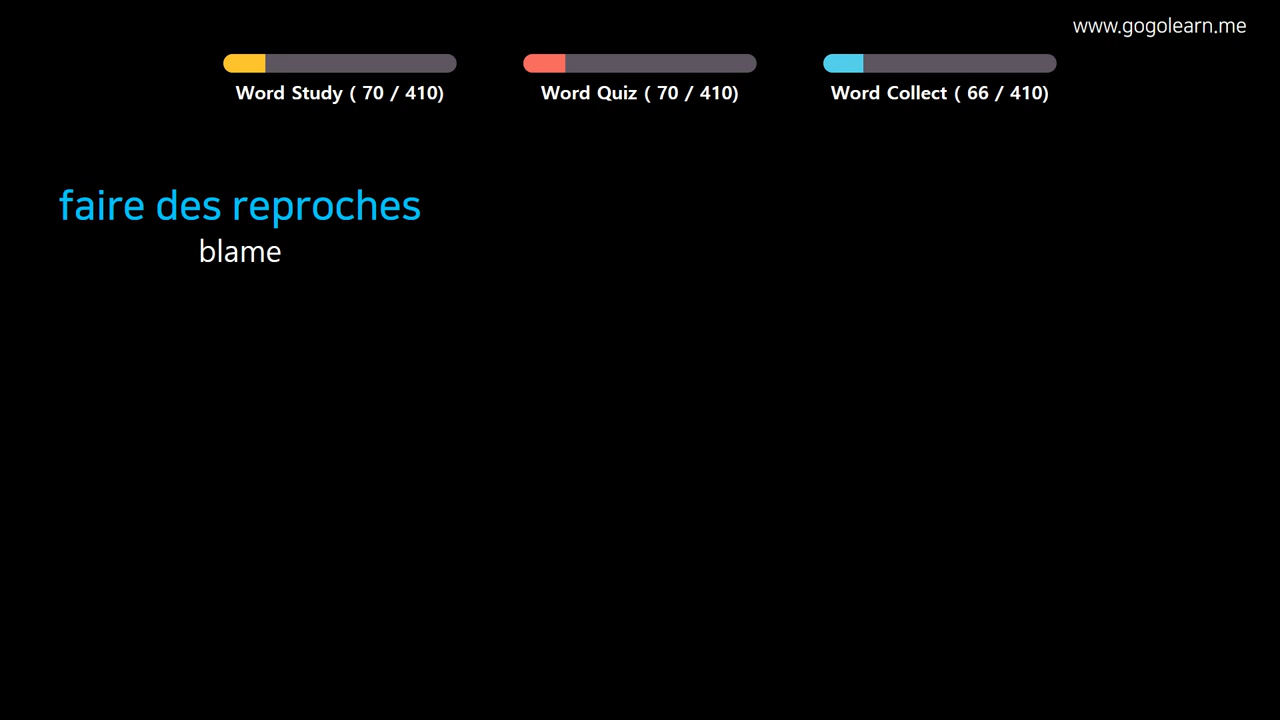 www.gogolearn.me
Word Study ( 70 / 410)
Word Quiz ( 70 / 410)
Word Collect ( 66 / 410)
faire des reproches
blame